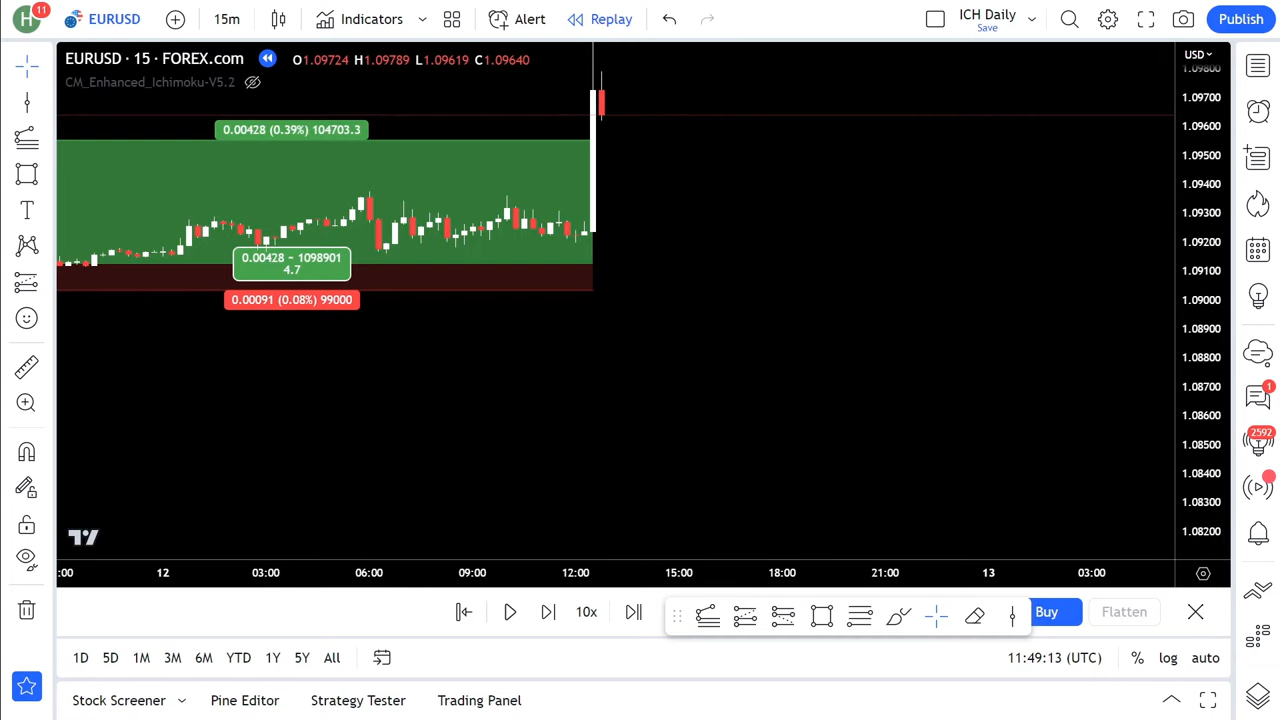 H 11 EURUSD 15m Indicators Alert Replay ICH Daily Save Publish
EURUSD · 15 · FOREX.com O1.09724 H1.09789 L1.09619 C1.09640
CM_Enhanced_Ichimoku-V5.2
USD
1.09800
1.09700
1.09600
1.09500
1.09400
1.09300
1.09200
1.09100
1.09000
1.08900
1.08800
1.08700
1.08600
1.08500
1.08400
1.08300
1.08200
0.00428 (0.39%) 104703.3
0.00428 ~ 1098901
4.7
0.00091 (0.08%) 99000
1
2592
:00 12 03:00 06:00 09:00 12:00 15:00 18:00 21:00 13 03:00
10x Buy Flatten
1D 5D 1M 3M 6M YTD 1Y 5Y All 11:49:13 (UTC) % log auto
Stock Screener Pine Editor Strategy Tester Trading Panel